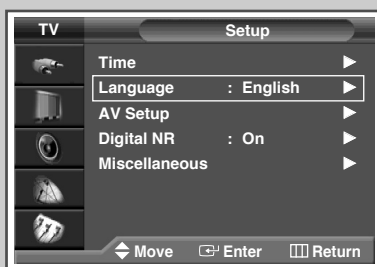 TV Setup
Time
Language : English
AV Setup
Digital NR : On
Miscellaneous
Move Enter Return